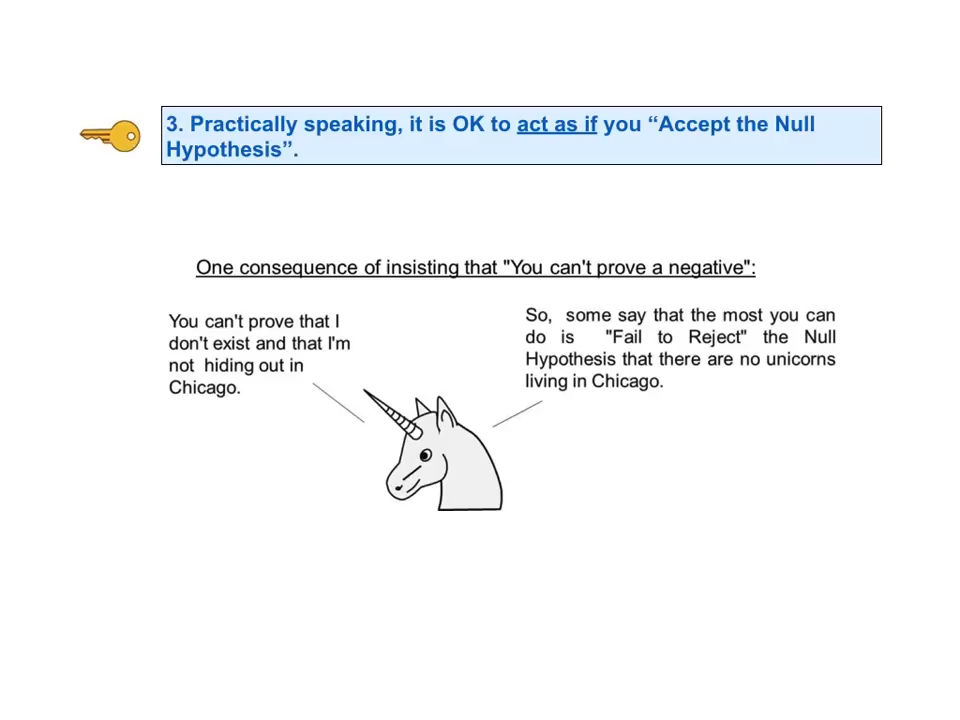 3. Practically speaking, it is OK to act as if you “Accept the Null
Hypothesis”.
One consequence of insisting that "You can't prove a negative":
You can't prove that I
don't exist and that I'm
not hiding out in
Chicago.
So, some say that the most you can
do is "Fail to Reject" the Null
Hypothesis that there are no unicorns
living in Chicago.